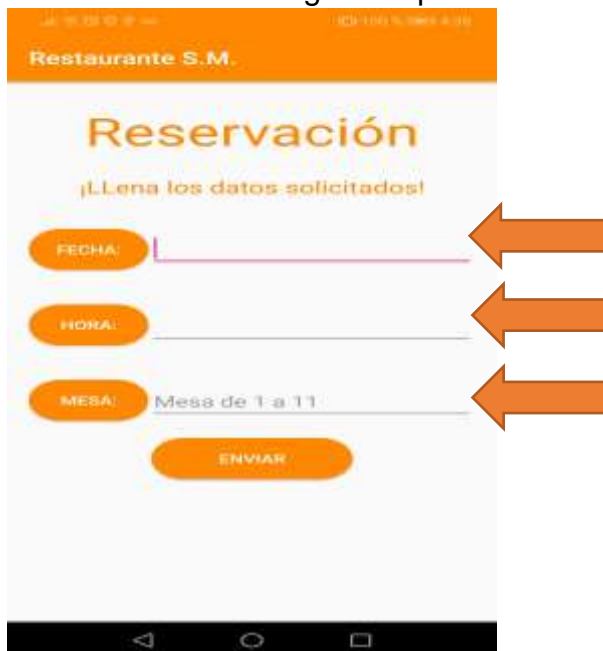 Restaurante S.M.
Reservación
¡LLena los datos solicitados!
FECHA:
HORA:
MESA: Mesa de 1 a 11
ENVIAR